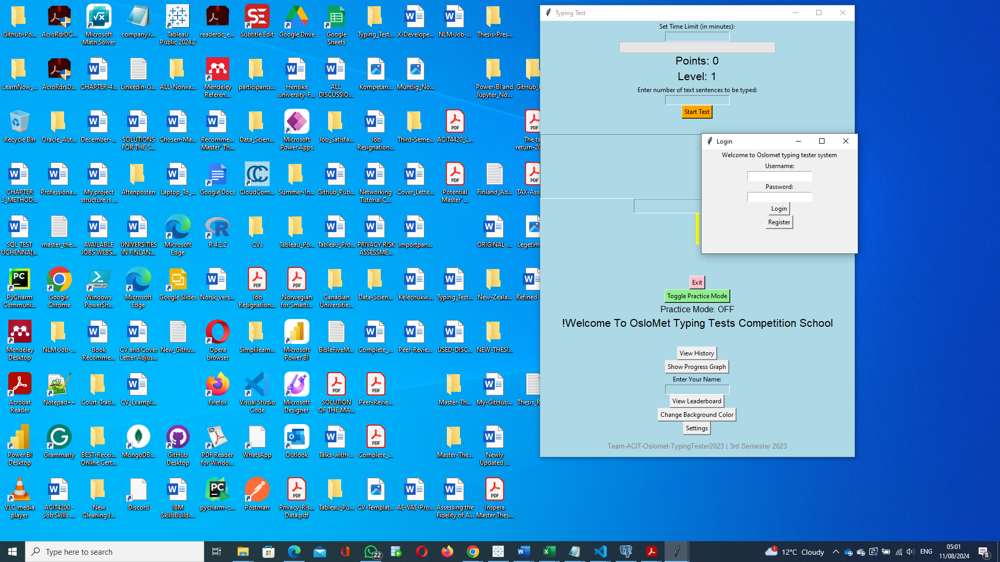 Github-Po...
AcroRdrDC...
Microsoft
Math Solver
company.i...
Tableau
Public 2024.2
readerdc_e...
Subtitle Edit
Google Drive
Google
Sheets
Typing_Test...
X-Develope...
NLM-Job-...
Thesis-Pres...
LearnNow_...
AcroRdrsD...
CHAPTER-4...
LinkedIn-G...
ALL-Norwa...
Mendeley
Referen...
participants...
Hensike
university-F...
ALL
DISCUSSIO...
Kompetan...
Muntlig_No...
Power-BI and
Jupyter_No...
Recycle Bin
Oracle_Aut...
December-...
SOLUTIONS
FOR THE S...
Chosen-Ma...
Recomme...
Master' Th...
Data_Scien...
Microsoft
Power Apps
Job_Satisfa...
Job
Resignation...
Third-Seme...
ACIT4420_L...
CHAPTER
3_METHOD...
Professiona...
My project
structure is ...
Aftenposten
Laptop_To_...
Google Docs
CloudCom...
Summer-In...
Github_Pub...
Networking
Tutorial C...
Cover_Lette...
Potential
Master' ...
Finland_Ad...
SQL TEST
UCHENNA[...
master_the...
AVAILABLE
JOBS WEBS...
UNIVERSITIES
IN FINLAN...
Microsoft
Edge
R 4.2.2
CVs
Tableau_Po...
Tableau_Pro...
PRIVACY RISK
ASSESSME...
importpan...
ORIGINAL-...
PyCharm
Communi...
Google
Chrome
Windows
PowerSh...
Microsoft
Edge
Google Slides
Norsk_vers...
Job
Resignation...
Norwegian
for Smarti...
Canadian
Universitie...
Data-Scien...
Kelechukw...
Typing_Test...
New-Zeala...
Mendeley
Desktop
NLM-Job-...
Book
Recomme...
CV and Cover
Letter Adjus...
New_Githu...
Opera
browser
Simplilearn...
Microsoft
Power BI
BibleFiveM...
Complete_...
Peer-Revie...
USED-DISC...
NEW-THESI...
Acrobat
Reader
Notepad++
Court-Trad...
CV_Exampl...
Firefox
Visual Studio
Code
Microsoft
Designer
SOLUTION
OF THE MA...
Peer-Revie...
Master-Th...
My-GitHub...
Power BI
Desktop
Grammarly
BEST-Recei...
Online Cert...
MongoDB...
GitHub
Desktop
PDF Reader
for Windo...
WhatsApp
Outlook
Talks-with-...
Complete_...
Master-The...
Newly
Updated ...
VLC media
player
ACIT4200 -
Job Skills ...
New
Cleaning J...
Discord
IBM
SkillsBuild....
pycharm-c...
Postman
Privacy-Ris...
Data.pdf
Tableau_Pu...
CV-Templat...
AE-VAE-Pro...
Assessing the
Fidelity of A...
Inspera
Master Thes...
Typing Test
Set Time Limit (in minutes):
Points: 0
Level: 1
Enter number of text sentences to be typed:
Start Test
Login
Welcome to Oslomet typing tester system
Username:
Password:
Login
Register
Exit
Toggle Practice Mode
Practice Mode: OFF
!Welcome To OsloMet Typing Tests Competition School
View History
Show Progress Graph
Enter Your Name:
View Leaderboard
Change Background Color
Settings
Team-ACIT-Oslomet-TypingTester2023 | 3rd Semester 2023
Type here to search
22
12°C Cloudy
ENG
05:01
11/08/2024
8